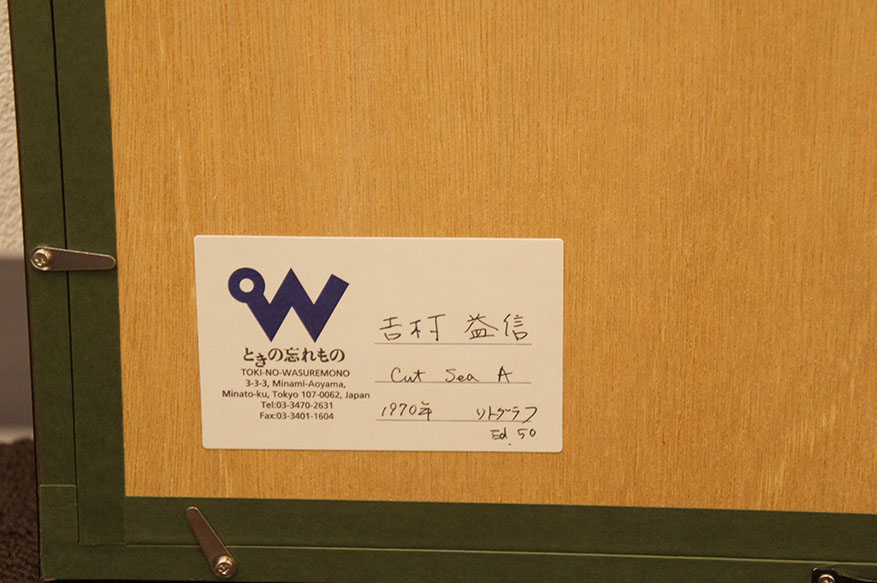 ときの忘れもの
TOKI-NO-WASUREMONO
3-3-3, Minami-Aoyama,
Minato-ku, Tokyo 107-0062, Japan
Tel:03-3470-2631
Fax:03-3401-1604
吉村 益信
Cut Sea A
1970年 リトグラフ
Ed. 50